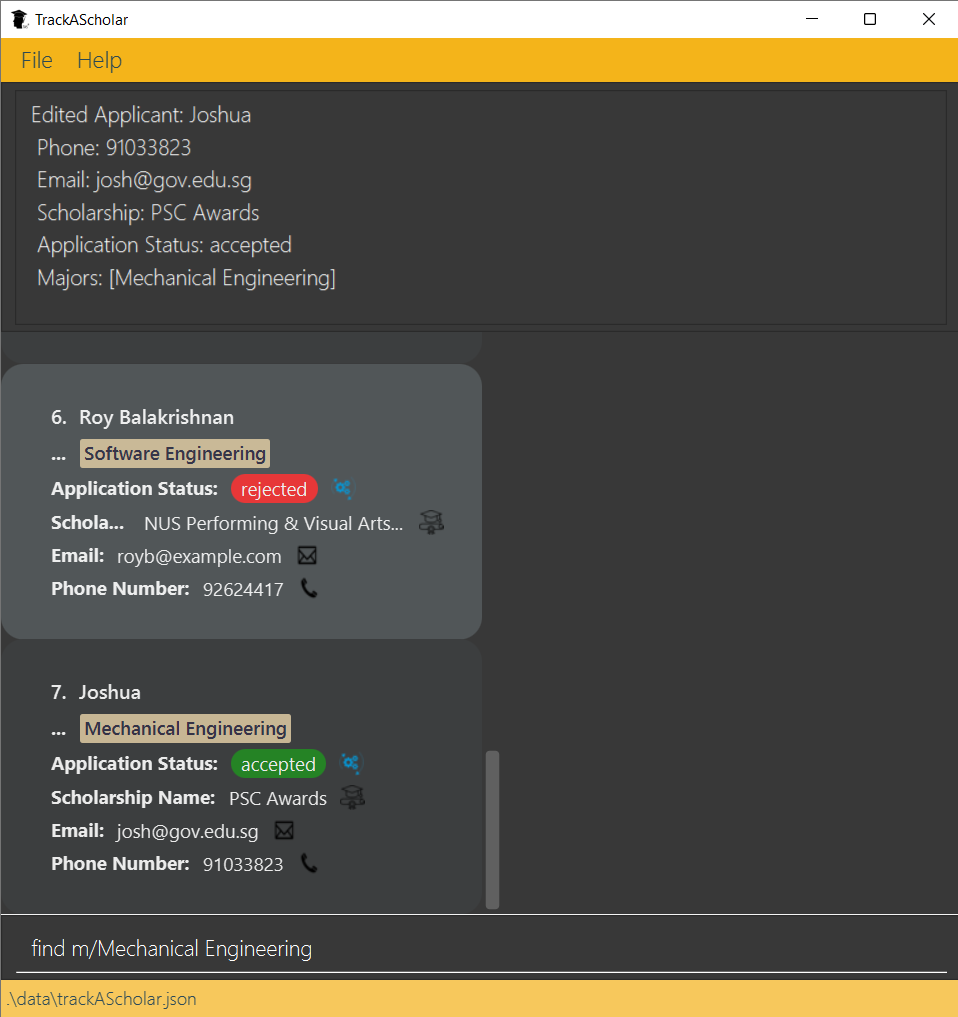 TrackAScholar
File Help
Edited Applicant: Joshua
Phone: 91033823
Email: josh@gov.edu.sg
Scholarship: PSC Awards
Application Status: accepted
Majors: [Mechanical Engineering]
6. Roy Balakrishnan
... Software Engineering
Application Status: rejected
Schola... NUS Performing & Visual Arts...
Email: royb@example.com
Phone Number: 92624417
7. Joshua
... Mechanical Engineering
Application Status: accepted
Scholarship Name: PSC Awards
Email: josh@gov.edu.sg
Phone Number: 91033823
find m/Mechanical Engineering
.\data\trackAScholar.json